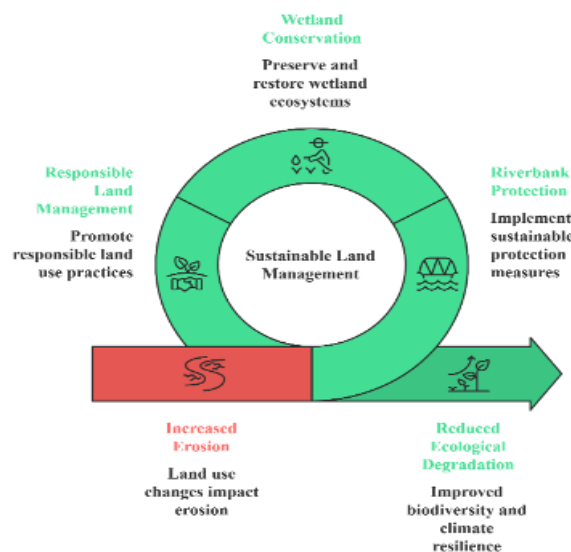 Wetland
Conservation
Preserve and
restore wetland
ecosystems
Responsible
Land
Management
Promote
responsible land
use practices
Riverbank
Protection
Implement
sustainable
protection
measures
Sustainable Land
Management
Increased
Erosion
Land use
changes impact
erosion
Reduced
Ecological
Degradation
Improved
biodiversity and
climate
resilience